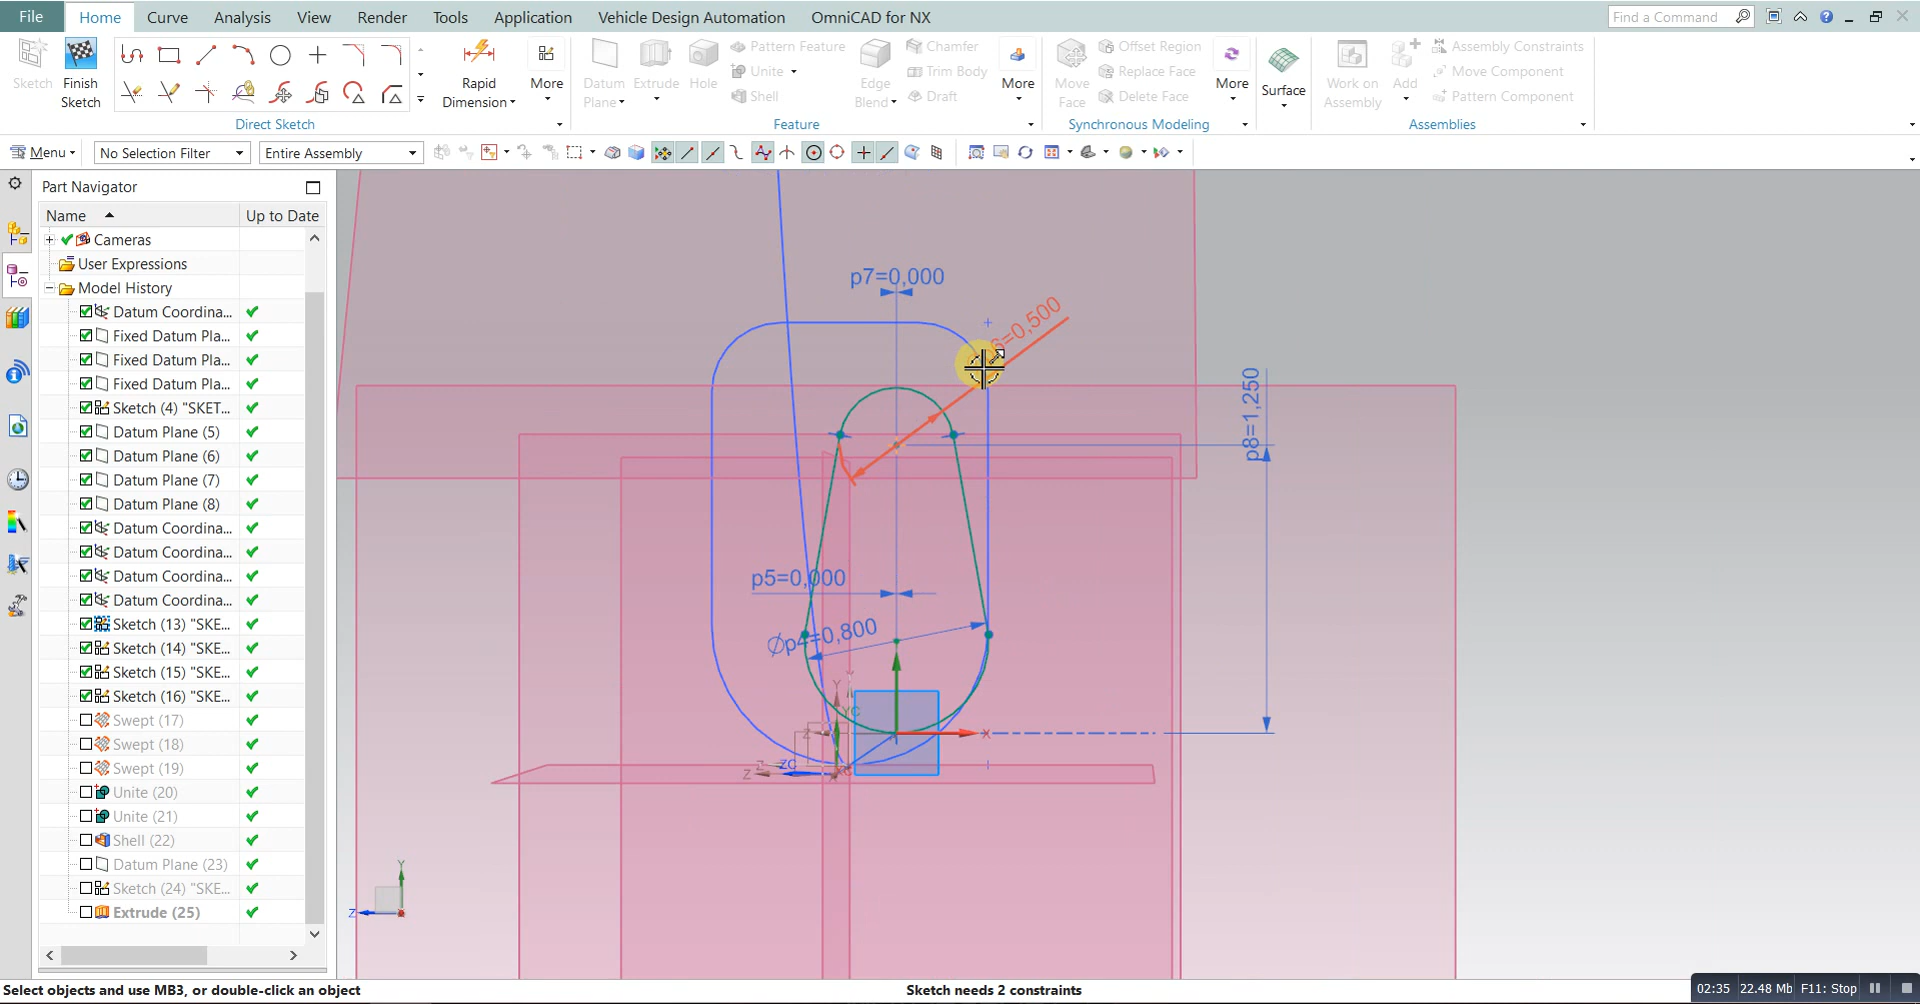 File Home Curve Analysis View Render Tools Application Vehicle Design Automation OmniCAD for NX Find a Command
Sketch Finish Sketch Direct Sketch
Rapid Dimension More
Datum Plane Extrude Hole Pattern Feature Unite Shell Edge Blend Chamfer Trim Body Draft More Feature
Move Face Offset Region Replace Face Delete Face More Synchronous Modeling
Surface
Work on Assembly Add Assembly Constraints Move Component Pattern Component Assemblies
Menu No Selection Filter Entire Assembly
Part Navigator
Name Up to Date
Cameras
User Expressions
Model History
Datum Coordina...
Fixed Datum Pla...
Fixed Datum Pla...
Fixed Datum Pla...
Sketch (4) "SKET...
Datum Plane (5)
Datum Plane (6)
Datum Plane (7)
Datum Plane (8)
Datum Coordina...
Datum Coordina...
Datum Coordina...
Datum Coordina...
Sketch (13) "SKE...
Sketch (14) "SKE...
Sketch (15) "SKE...
Sketch (16) "SKE...
Swept (17)
Swept (18)
Swept (19)
Unite (20)
Unite (21)
Shell (22)
Datum Plane (23)
Sketch (24) "SKE...
Extrude (25)
p7=0,000
=0,500
p8=1,250
p5=0,000
Øp4=0,800
Y
YC
Z
X
Z
ZC
XC
Z
Y
Z
Select objects and use MB3, or double-click an object
Sketch needs 2 constraints
02:35 22.48 Mb F11: Stop